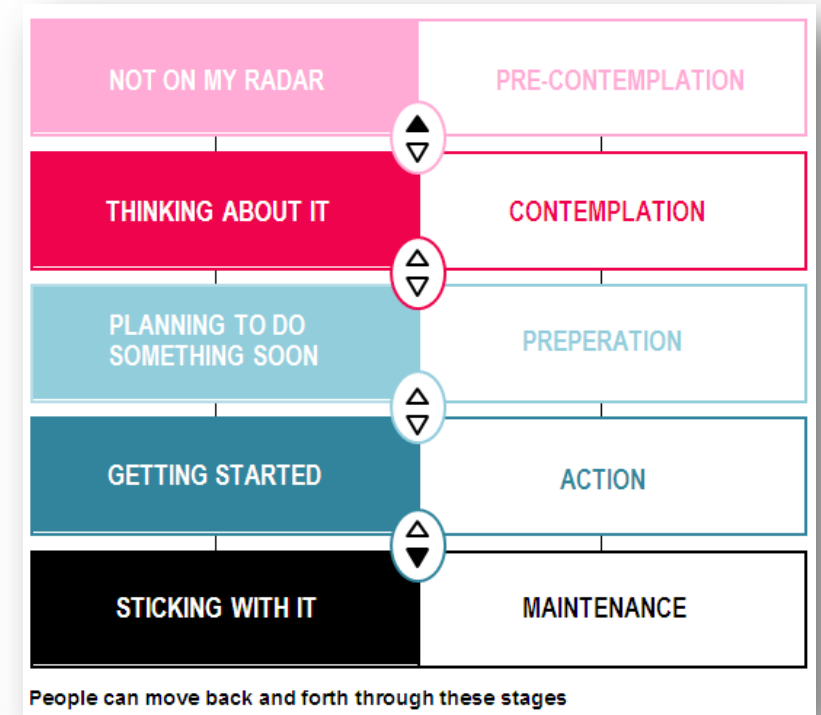 NOT ON MY RADAR
PRE-CONTEMPLATION
THINKING ABOUT IT
CONTEMPLATION
PLANNING TO DO
SOMETHING SOON
PREPERATION
GETTING STARTED
ACTION
STICKING WITH IT
MAINTENANCE
People can move back and forth through these stages